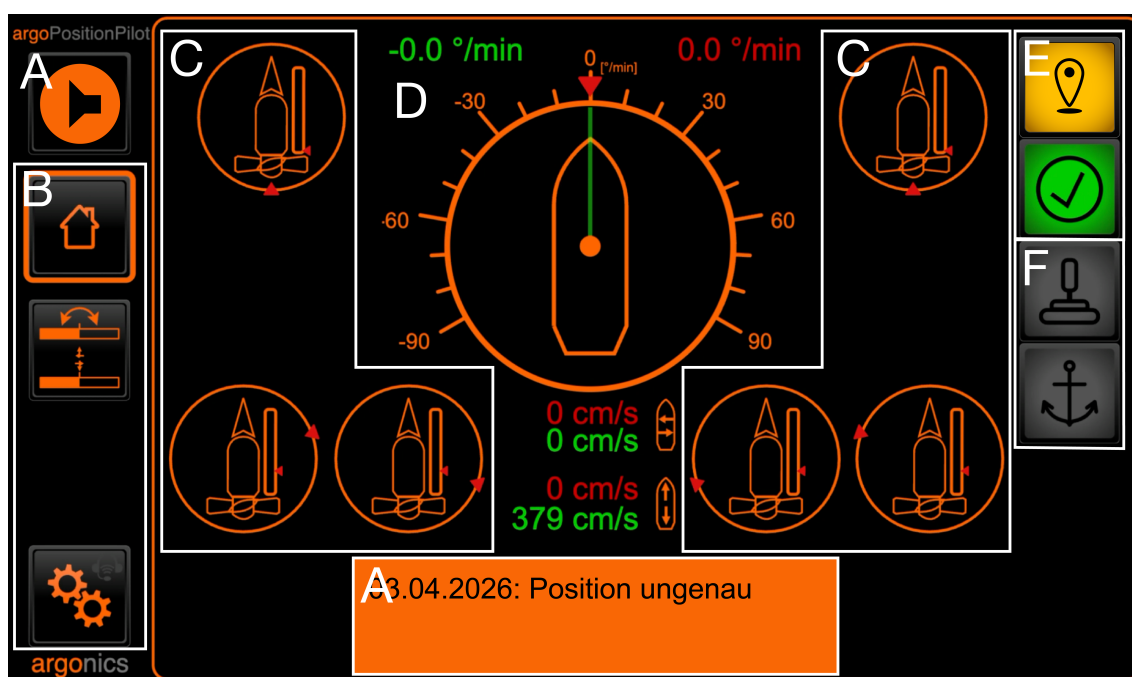 argoPositionPilot
A
B
argonics
C
-0.0 °/min
0.0 °/min
D
0
[°/min]
-30
30
-60
60
-90
90
0 cm/s
0 cm/s
0 cm/s
379 cm/s
C
E
F
A
03.04.2026: Position ungenau